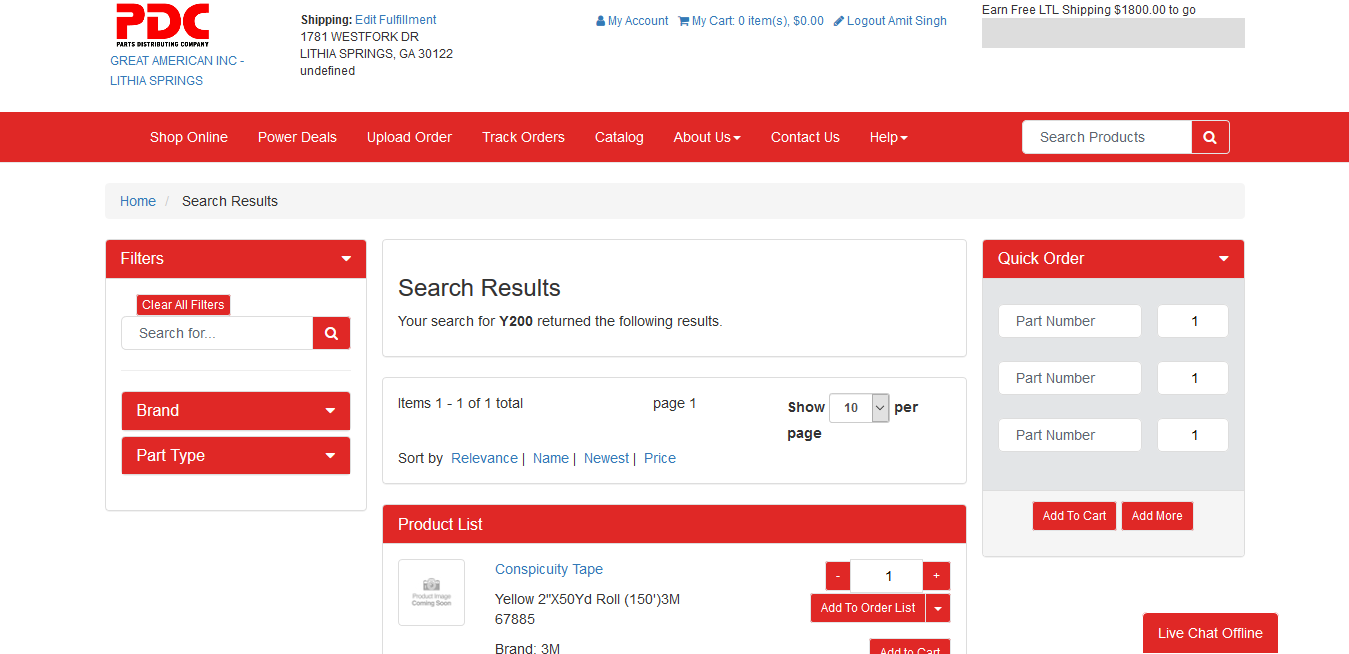 PDC
PARTS DISTRIBUTING COMPANY
GREAT AMERICAN INC -
LITHIA SPRINGS
Shipping: Edit Fulfillment
1781 WESTFORK DR
LITHIA SPRINGS, GA 30122
undefined
My Account My Cart: 0 item(s), $0.00 Logout Amit Singh
Earn Free LTL Shipping $1800.00 to go
Shop Online Power Deals Upload Order Track Orders Catalog About Us Contact Us Help Search Products
Home / Search Results
Filters
Clear All Filters
Search for...
Brand
Part Type
Search Results
Your search for Y200 returned the following results.
Items 1 - 1 of 1 total page 1 Show 10 per
page
Sort by Relevance | Name | Newest | Price
Product List
Product Image
Coming Soon
Conspicuity Tape
Yellow 2"X50Yd Roll (150')3M
67885
Brand: 3M
- 1 +
Add To Order List
Add to Cart
Quick Order
Part Number 1
Part Number 1
Part Number 1
Add To Cart Add More
Live Chat Offline